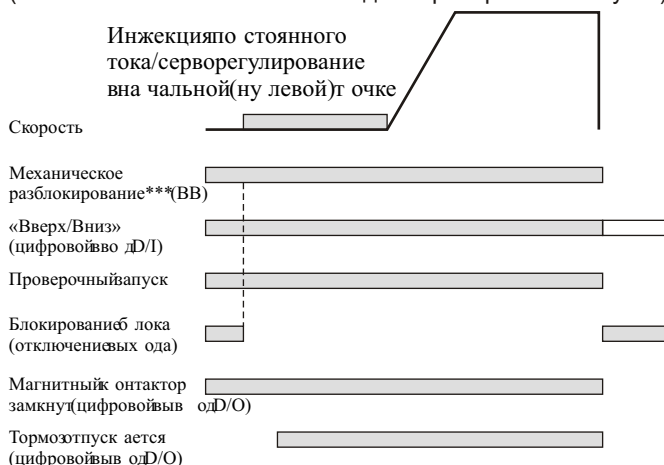 Инжекцияпо стоянного
тока/серворегулирование
вна чальной(ну левой)т очке
Скорость
Механическое
разблокирование***(BB)
«Вверх/Вниз»
(цифровойвво дD/I)
Проверочныйзапуск
Блокированиеб лока
(отключениевых ода)
Магнитныйк онтактор
замкнут(цифровойвыв одD/O)
Тормозотпуск ается
(цифровойвыв одD/O)